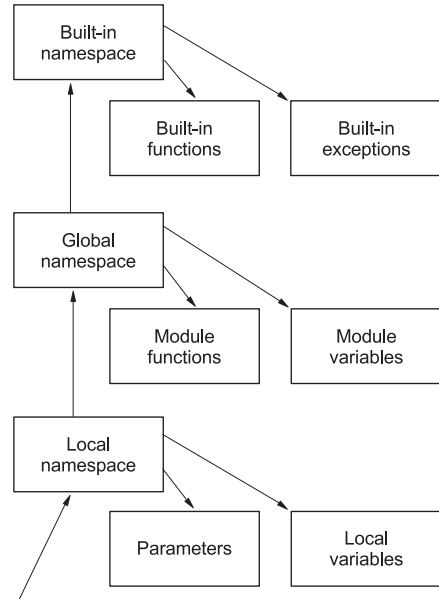 Built-in
namespace
Built-in
functions
Built-in
exceptions
Global
namespace
Module
functions
Module
variables
Local
namespace
Parameters
Local
variables